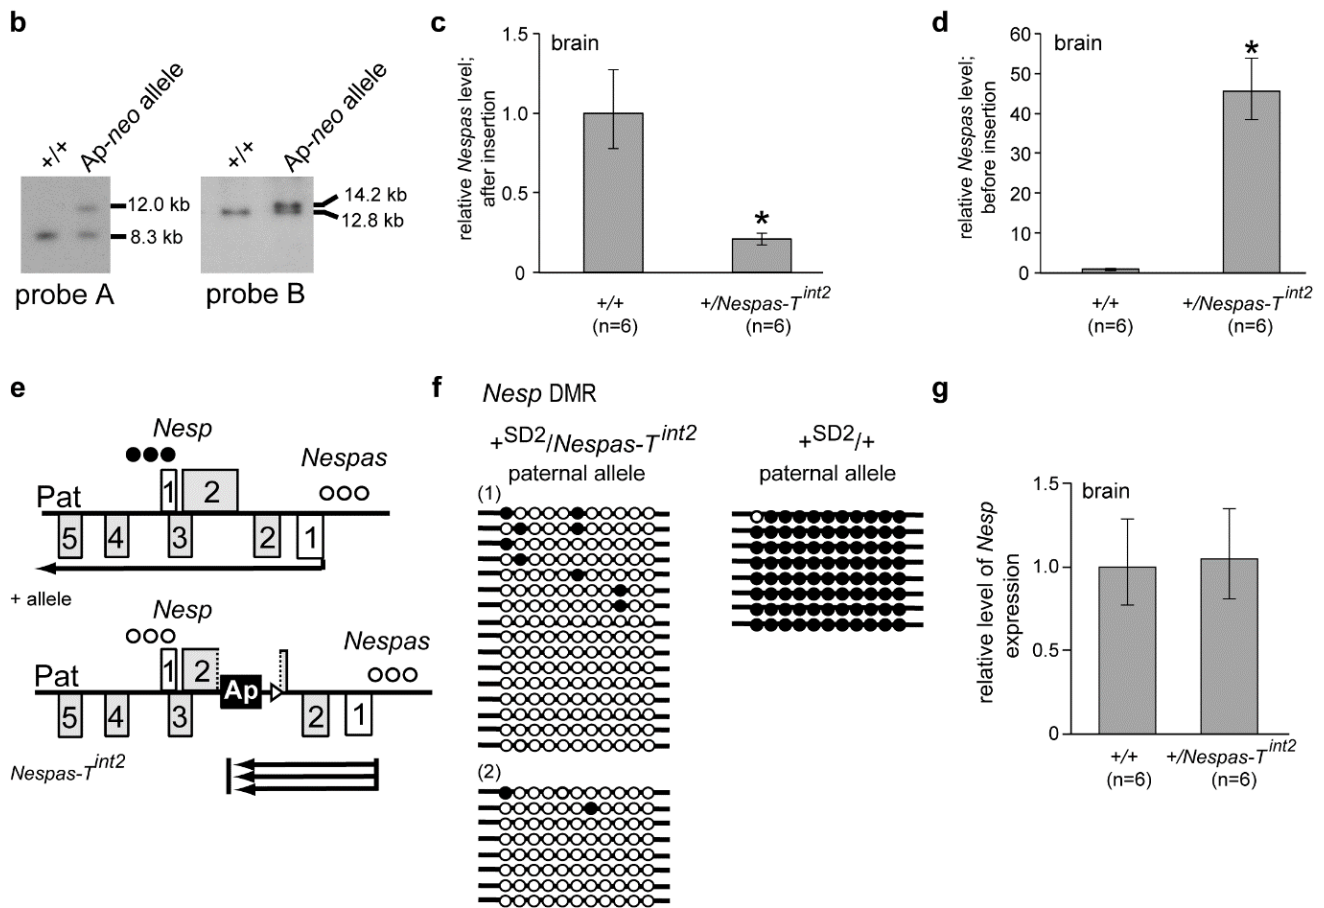 b
+/+
Ap-neo allele
12.0 kb
8.3 kb
probe A
+/+
Ap-neo allele
14.2 kb
12.8 kb
probe B
c
relative Nespas level;
after insertion
1.5
1.0
0.5
0
brain
*
+/+
(n=6)
+/Nespas-T^int2
(n=6)
d
relative Nespas level;
before insertion
60
50
40
30
20
10
0
brain
*
+/+
(n=6)
+/Nespas-T^int2
(n=6)
e
Nesp
Nespas
Pat
1
2
5
4
3
2
1
+ allele
Nesp
Nespas
Pat
1
2
Ap
5
4
3
2
1
Nespas-T^int2
f
Nesp DMR
+^SD2/Nespas-T^int2
paternal allele
(1)
(2)
+^SD2/+
paternal allele
g
relative level of Nesp
expression
1.5
1.0
0.5
0
brain
+/+
(n=6)
+/Nespas-T^int2
(n=6)